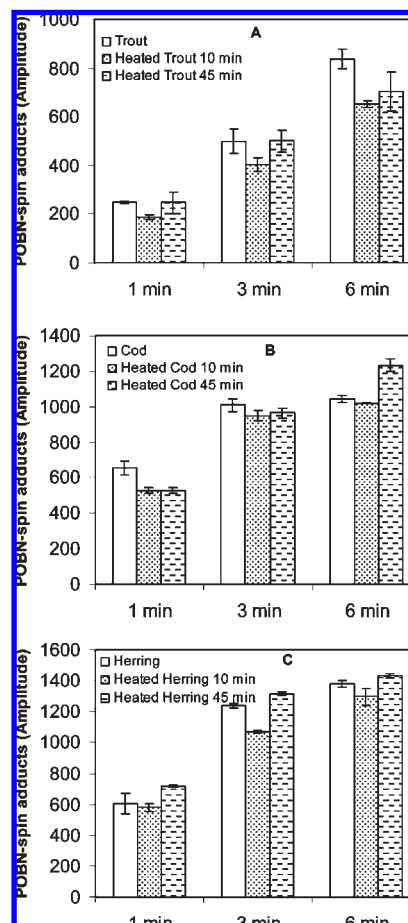 POBN-spin adducts (Amplitude)
A
Trout
Heated Trout 10 min
Heated Trout 45 min
1000
800
600
400
200
0
1 min 3 min 6 min
POBN-spin adducts (Amplitude)
B
Cod
Heated Cod 10 min
Heated Cod 45 min
1400
1200
1000
800
600
400
200
0
1 min 3 min 6 min
POBN-spin adducts (Amplitude)
C
Herring
Heated Herring 10 min
Heated Herring 45 min
1600
1400
1200
1000
800
600
400
200
0
1 min 3 min 6 min